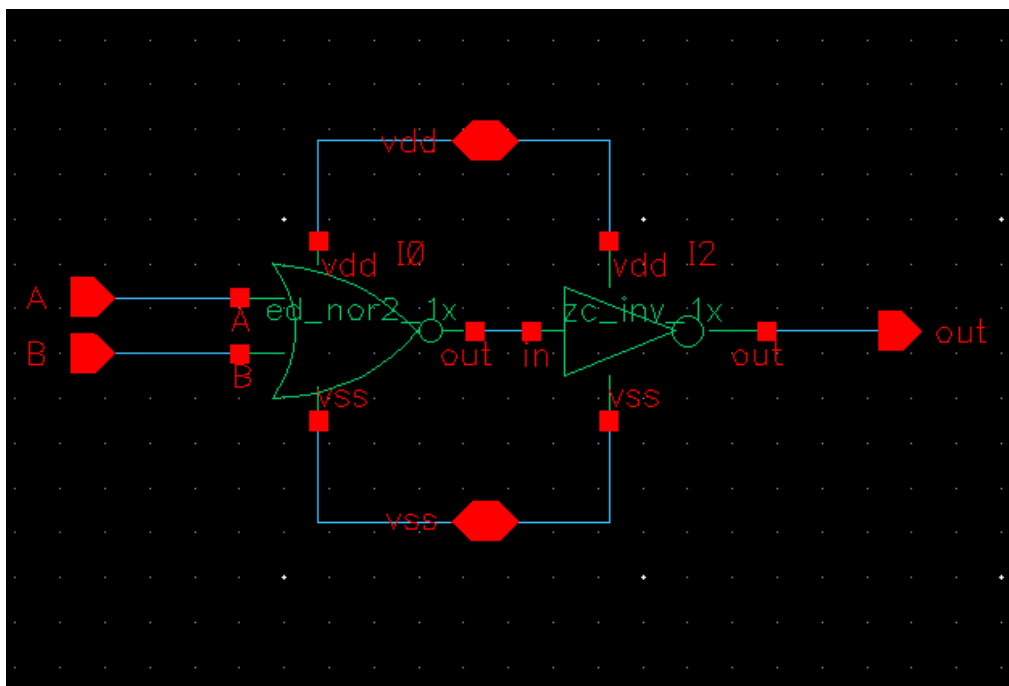 vdd
vdd I0
vdd I2
A
A
ed_nor2_1x
zc_inv_1x
out
in
out
out
B
B
vss
vss
vss